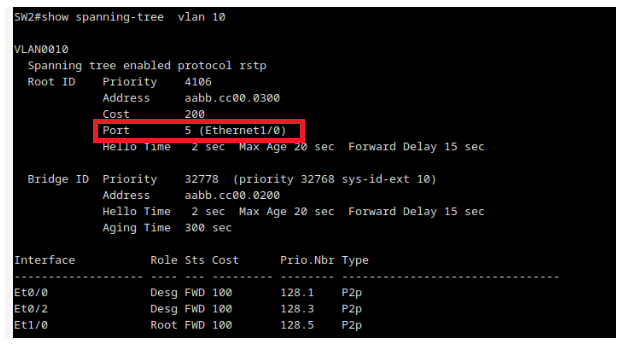 SW2#show spanning-tree  vlan 10
VLAN0010
  Spanning tree enabled protocol rstp
  Root ID    Priority    4106
             Address     aabb.cc00.0300
             Cost        200
             Port        5 (Ethernet1/0)
             Hello Time   2 sec  Max Age 20 sec  Forward Delay 15 sec
  Bridge ID  Priority    32778  (priority 32768 sys-id-ext 10)
             Address     aabb.cc00.0200
             Hello Time   2 sec  Max Age 20 sec  Forward Delay 15 sec
             Aging Time  300 sec
Interface           Role Sts Cost      Prio.Nbr Type
------------------- ---- --- --------- -------- --------------------------------
Et0/0               Desg FWD 100       128.1    P2p
Et0/2               Desg FWD 100       128.3    P2p
Et1/0               Root FWD 100       128.5    P2p